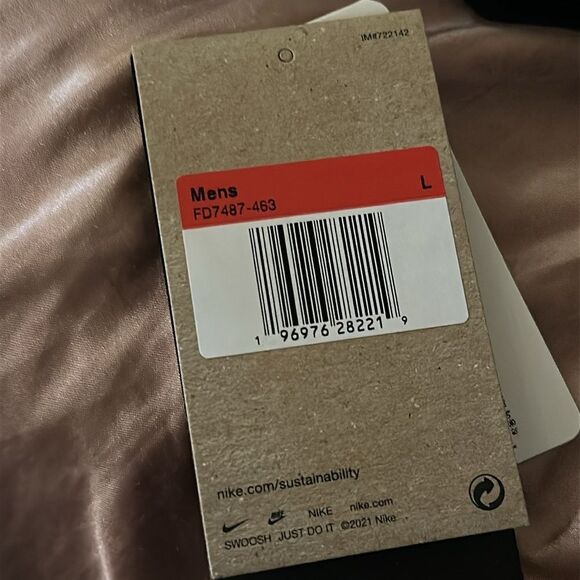 IM#722142
Mens L
FD7487-463
1 96976 28221 9
nike.com/sustainability
NIKE nike.com
SWOOSH JUST DO IT ©2021 Nike